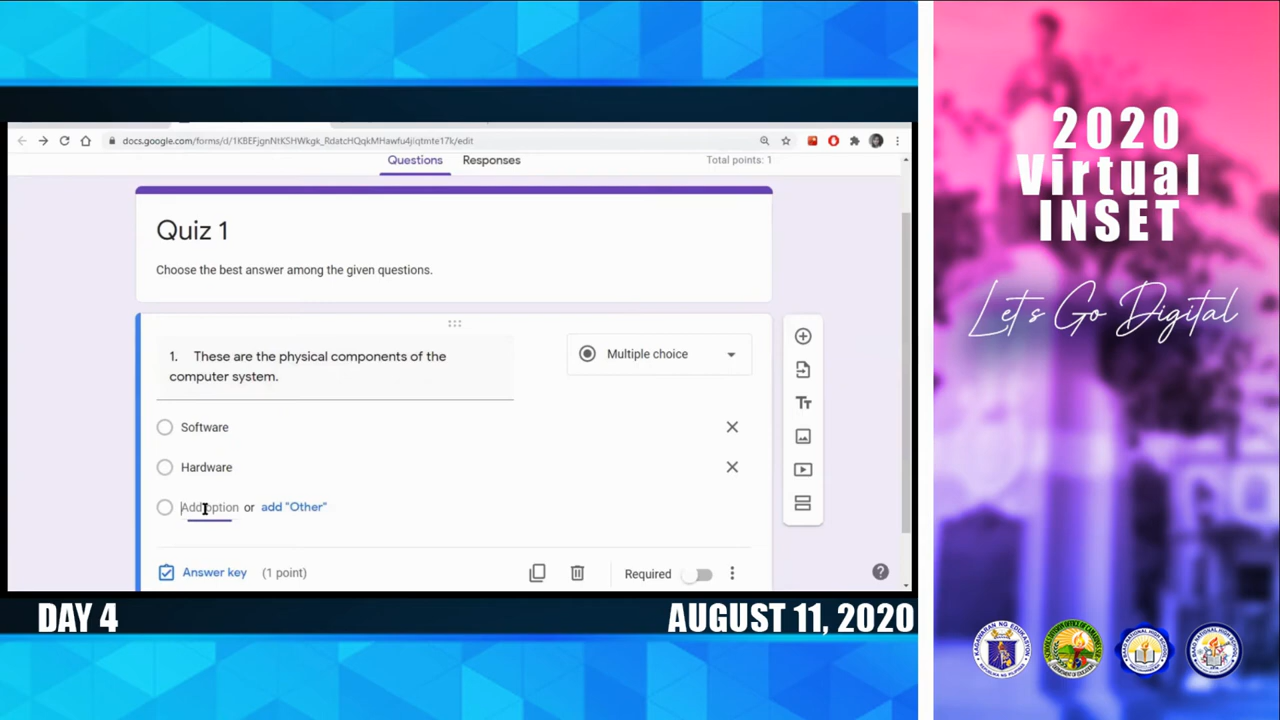 docs.google.com/forms/d/1KBEFjgnNtKSHWkgk_RdatcHQqkMHawfu4jiqtmte17k/edit
Questions
Responses
Total points: 1
Quiz 1
Choose the best answer among the given questions.
1. These are the physical components of the
computer system.
Multiple choice
Software
Hardware
Add option or add "Other"
Answer key (1 point)
Required
DAY 4
AUGUST 11, 2020
2020
Virtual
INSET
Let's Go Digital